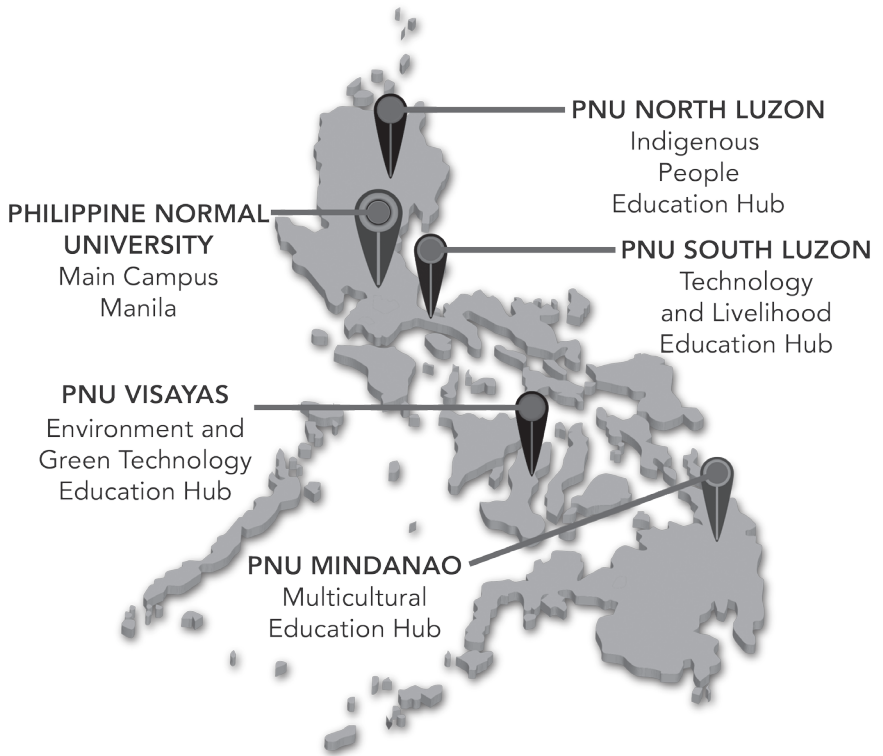 PNU NORTH LUZON
Indigenous
People
Education Hub
PHILIPPINE NORMAL
UNIVERSITY
Main Campus
Manila
PNU SOUTH LUZON
Technology
and Livelihood
Education Hub
PNU VISAYAS
Environment and
Green Technology
Education Hub
PNU MINDANAO
Multicultural
Education Hub